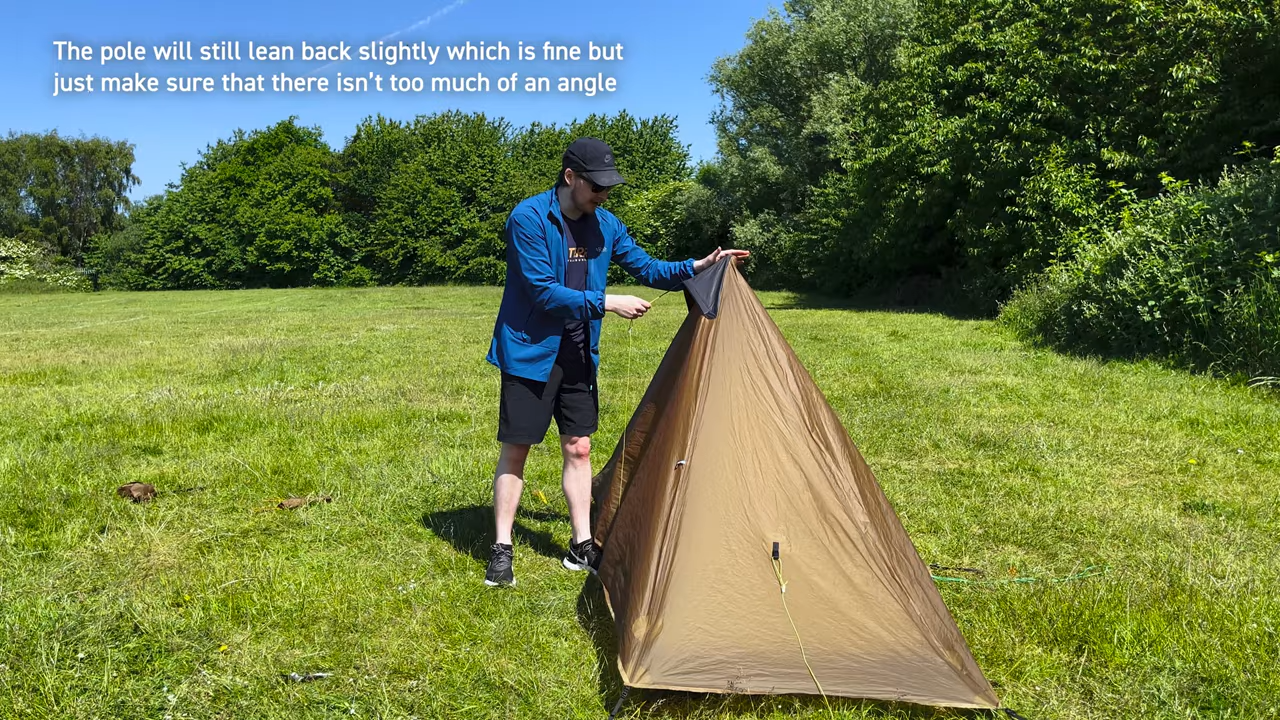 The pole will still lean back slightly which is fine but
just make sure that there isn’t too much of an angle